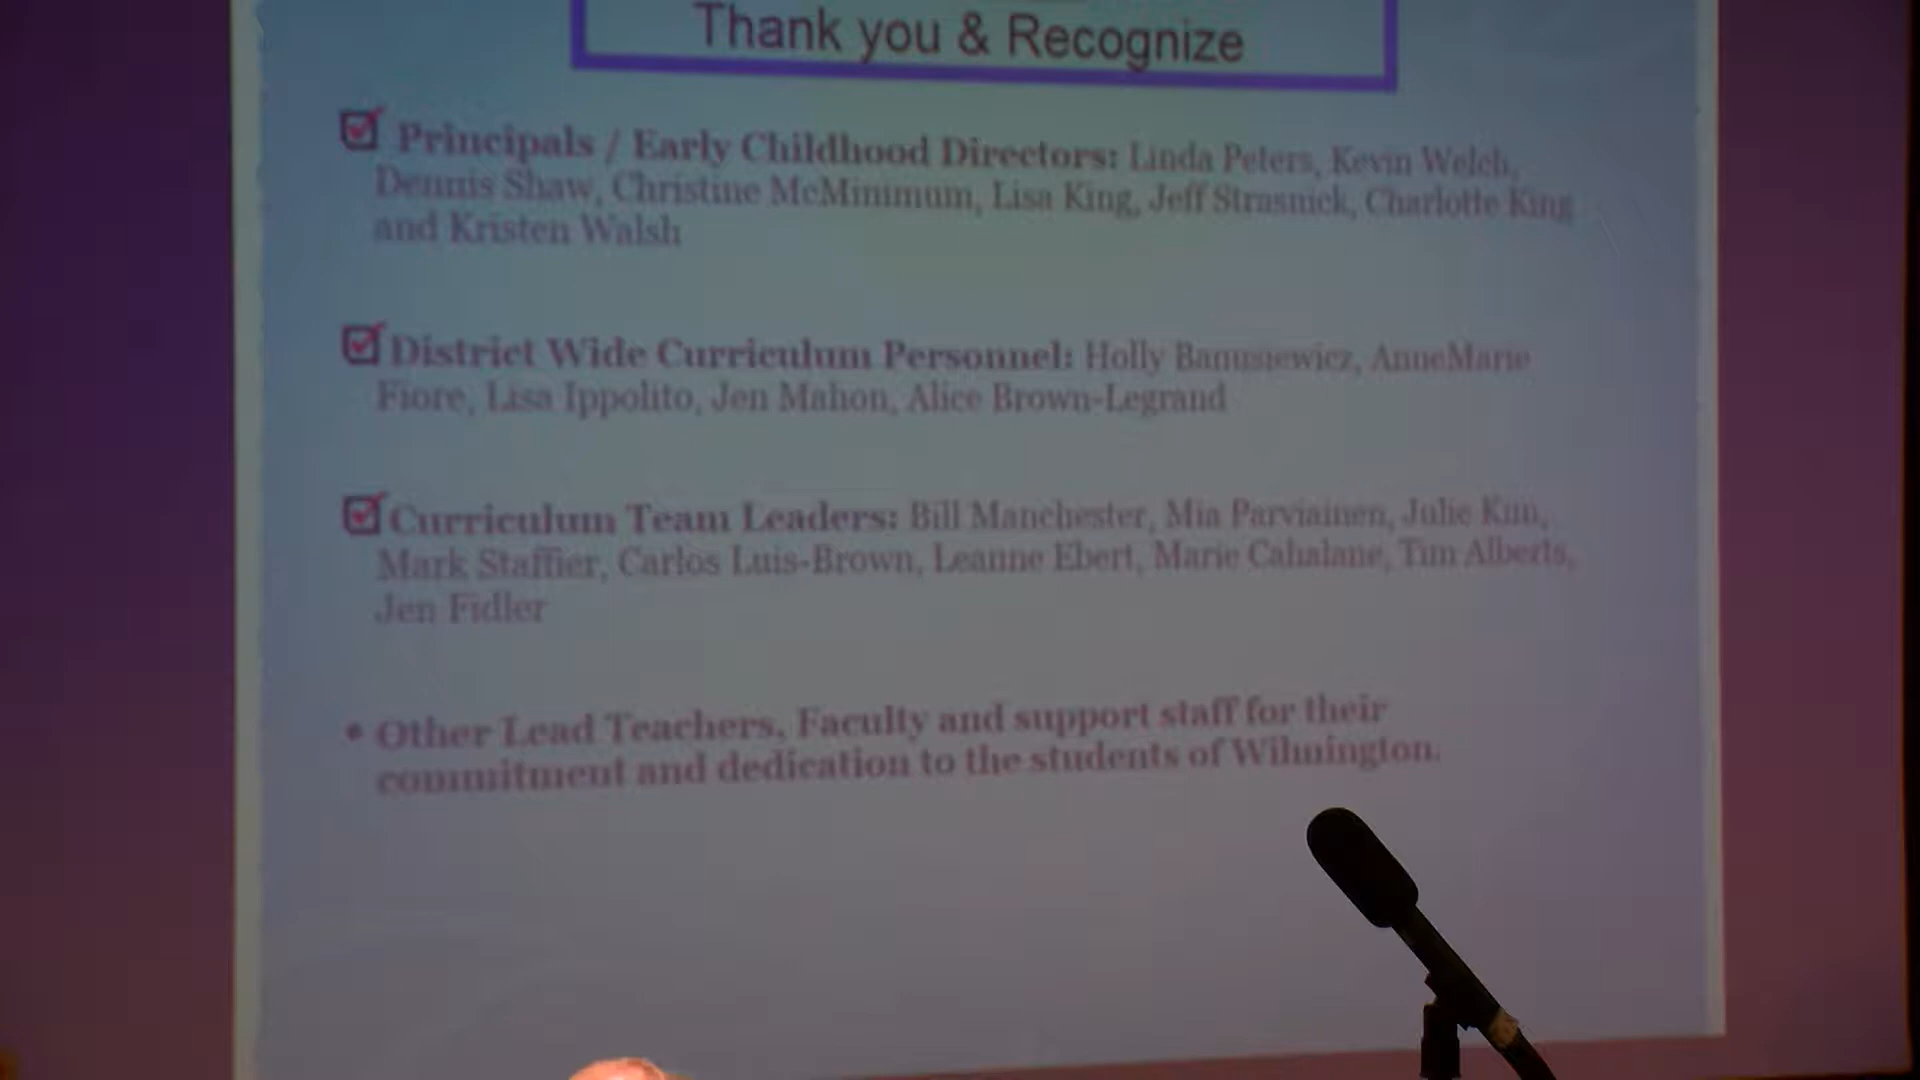 Thank you & Recognize
Principals / Early Childhood Directors: Linda Peters, Kevin Welch,
Dennis Shaw, Christine McMinimum, Lisa King, Jeff Strasnick, Charlotte King
and Kristen Walsh
District Wide Curriculum Personnel: Holly AnneMarie
Fiore, Lisa Ippolito, Jen Mahon, Alice Brown-Legrand
Curriculum Team Leaders: Bill Manchester, Mia Parviainen, Julie Kim,
Mark Staffier, Carlos Luis-Brown, Leanne Ebert, Marie Cahalane, Tim Alberts,
Jen Fidler
• Other Lead Teachers, Faculty and support staff for their
commitment and dedication to the students of Wilmington.